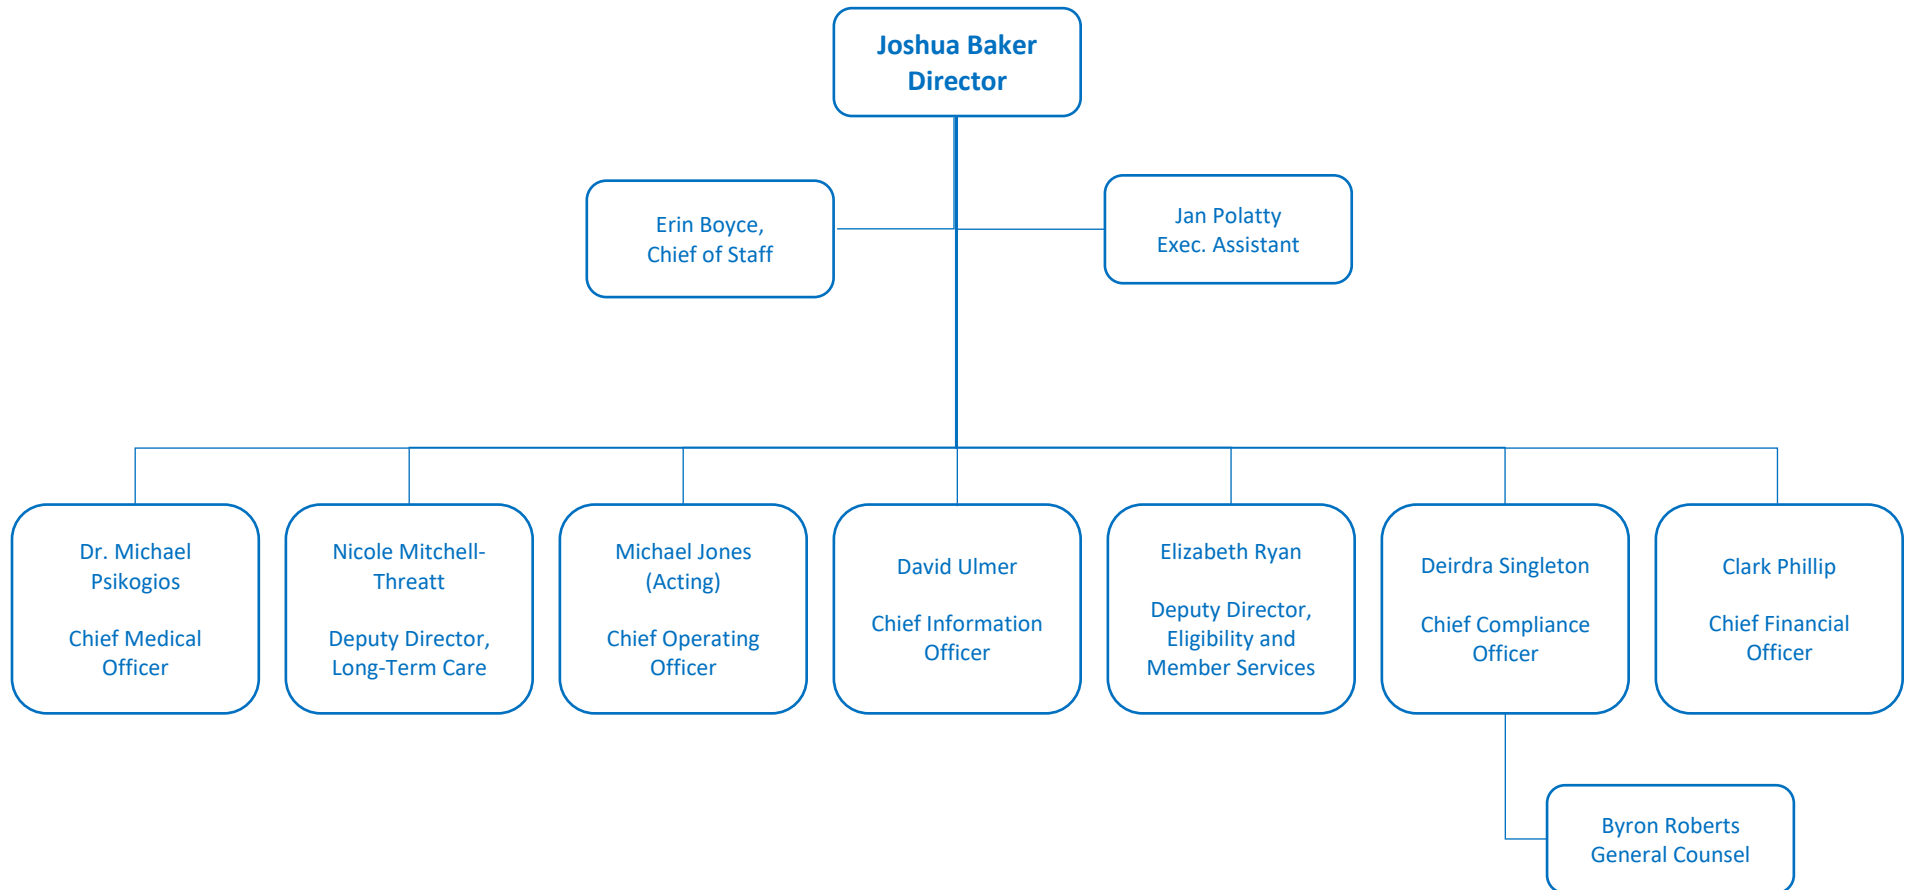 Joshua Baker
Director
Erin Boyce,
Chief of Staff
Jan Polatty
Exec. Assistant
Dr. Michael
Psikogios
Chief Medical
Officer
Nicole Mitchell-
Threatt
Deputy Director,
Long-Term Care
Michael Jones
(Acting)
Chief Operating
Officer
David Ulmer
Chief Information
Officer
Elizabeth Ryan
Deputy Director,
Eligibility and
Member Services
Deirdra Singleton
Chief Compliance
Officer
Clark Phillip
Chief Financial
Officer
Byron Roberts
General Counsel